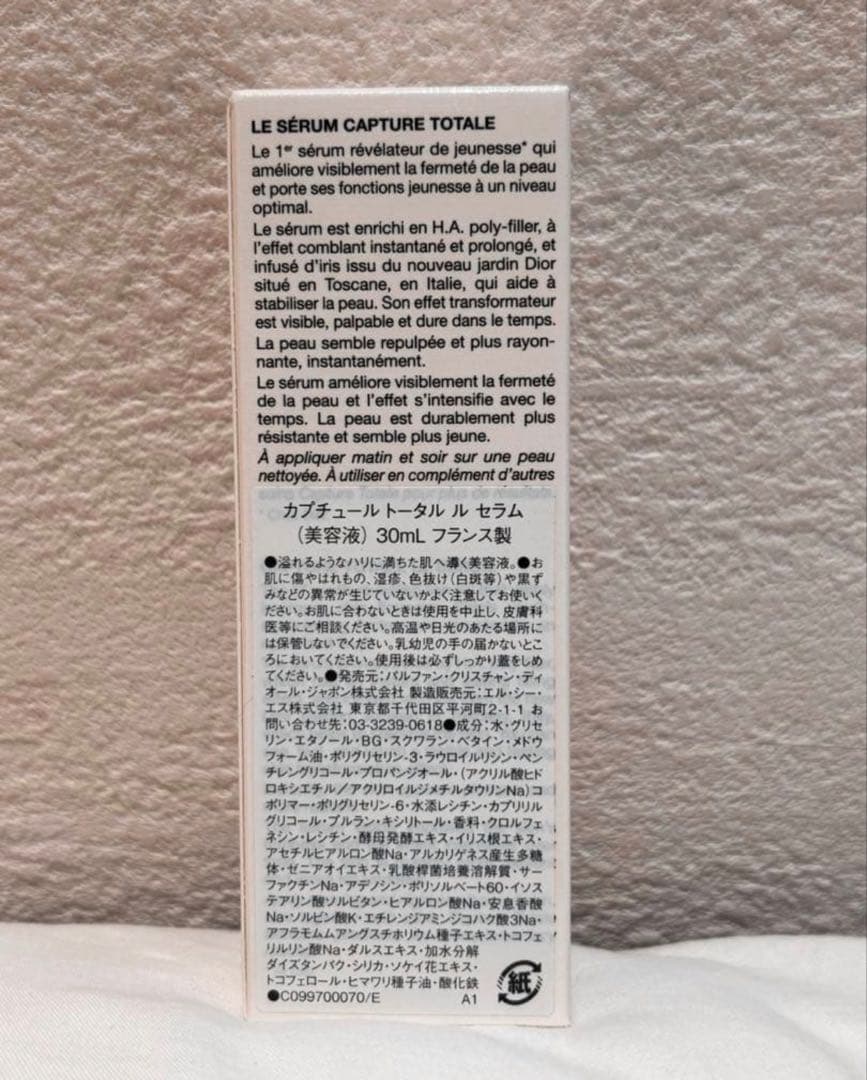 LE SÉRUM CAPTURE TOTALE
Le 1er sérum révélateur de jeunesse* qui
améliore visiblement la fermeté de la peau
et porte ses fonctions jeunesse à un niveau
optimal.
Le sérum est enrichi en H.A. poly-filler, à
l'effet comblant instantané et prolongé, et
infusé d'iris issu du nouveau jardin Dior
situé en Toscane, en Italie, qui aide à
stabiliser la peau. Son effet transformateur
est visible, palpable et dure dans le temps.
La peau semble repulpée et plus rayon-
nante, instantanément.
Le sérum améliore visiblement la fermeté
de la peau et l'effet s'intensifie avec le
temps. La peau est durablement plus
résistante et semble plus jeune.
À appliquer matin et soir sur une peau
nettoyée. À utiliser en complément d'autres
soins Capture Totale pour plus de résultats.
カプチュール トータル ル セラム
(美容液) 30mL フランス製
●溢れるようなハリに満ちた肌へ導く美容液。●お
肌に傷やはれもの、湿疹、色抜け(白斑等)や黒ず
みなどの異常が生じていないかよく注意してお使いく
ださい。お肌に合わないときは使用を中止し、皮膚科
医等にご相談ください。高温や日光のあたる場所に
は保管しないでください。乳幼児の手の届かないとこ
ろにおいてください。使用後は必ずしっかり蓋をしめ
てください。●発売元:パルファン・クリスチャン・ディ
オール・ジャポン株式会社 製造販売元:エル・シー・
エス株式会社 東京都千代田区平河町2-1-1 お
問い合わせ先:03-3239-0618●成分:水・グリセ
リン・エタノール・BG・スクワラン・ベタイン・メドウ
フォーム油・ポリグリセリン-3・ラウロイルリシン・ペン
チレングリコール・プロパンジオール・(アクリル酸ヒド
ロキシエチル/アクリロイルジメチルタウリンNa)コ
ポリマー・ポリグリセリン-6・水添レシチン・カプリリル
グリコール・プルラン・キシリトール・香料・クロルフェ
ネシン・レシチン・酵母発酵エキス・イリス根エキス・
アセチルヒアルロン酸Na・アルカリゲネス産生多糖
体・ゼニアオイエキス・乳酸桿菌培養溶解質・サー
ファクチンNa・アデノシン・ポリソルベート60・イソス
テアリン酸ソルビタン・ヒアルロン酸Na・安息香酸
Na・ソルビン酸K・エチレンジアミンジコハク酸3Na・
アフラモムムアングスチホリウム種子エキス・トコフェ
リルリン酸Na・ダルスエキス・加水分解
ダイズタンパク・シリカ・ソケイ花エキス・
トコフェロール・ヒマワリ種子油・酸化鉄
●C099700070/E A1
紙